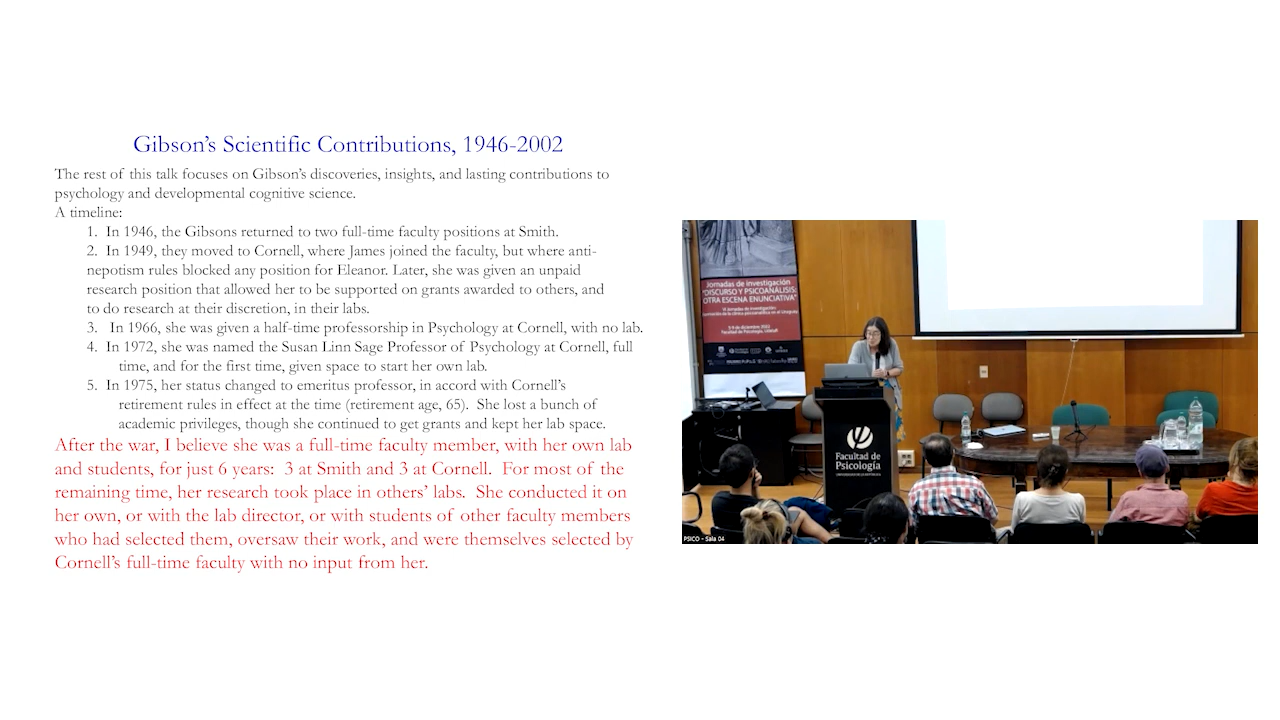 Gibson's Scientific Contributions, 1946-2002
The rest of this talk focuses on Gibson's discoveries, insights, and lasting contributions to
psychology and developmental cognitive science.
A timeline:
1. In 1946, the Gibsons returned to two full-time faculty positions at Smith.
2. In 1949, they moved to Cornell, where James joined the faculty, but where anti-
nepotism rules blocked any position for Eleanor. Later, she was given an unpaid
research position that allowed her to be supported on grants awarded to others, and
to do research at their discretion, in their labs.
3. In 1966, she was given a half-time professorship in Psychology at Cornell, with no lab.
4. In 1972, she was named the Susan Linn Sage Professor of Psychology at Cornell, full
time, and for the first time, given space to start her own lab.
5. In 1975, her status changed to emeritus professor, in accord with Cornell's
retirement rules in effect at the time (retirement age, 65). She lost a bunch of
academic privileges, though she continued to get grants and kept her lab space.
After the war, I believe she was a full-time faculty member, with her own lab
and students, for just 6 years: 3 at Smith and 3 at Cornell. For most of the
remaining time, her research took place in others' labs. She conducted it on
her own, or with the lab director, or with students of other faculty members
who had selected them, oversaw their work, and were themselves selected by
Cornell's full-time faculty with no input from her.
Jornadas de investigación
"DISCURSO Y PSICOANÁLISIS:
OTRA ESCENA ENUNCIATIVA"
Facultad de
Psicología
UNIVERSIDAD DE LA REPÚBLICA
PSICO - Sala 04